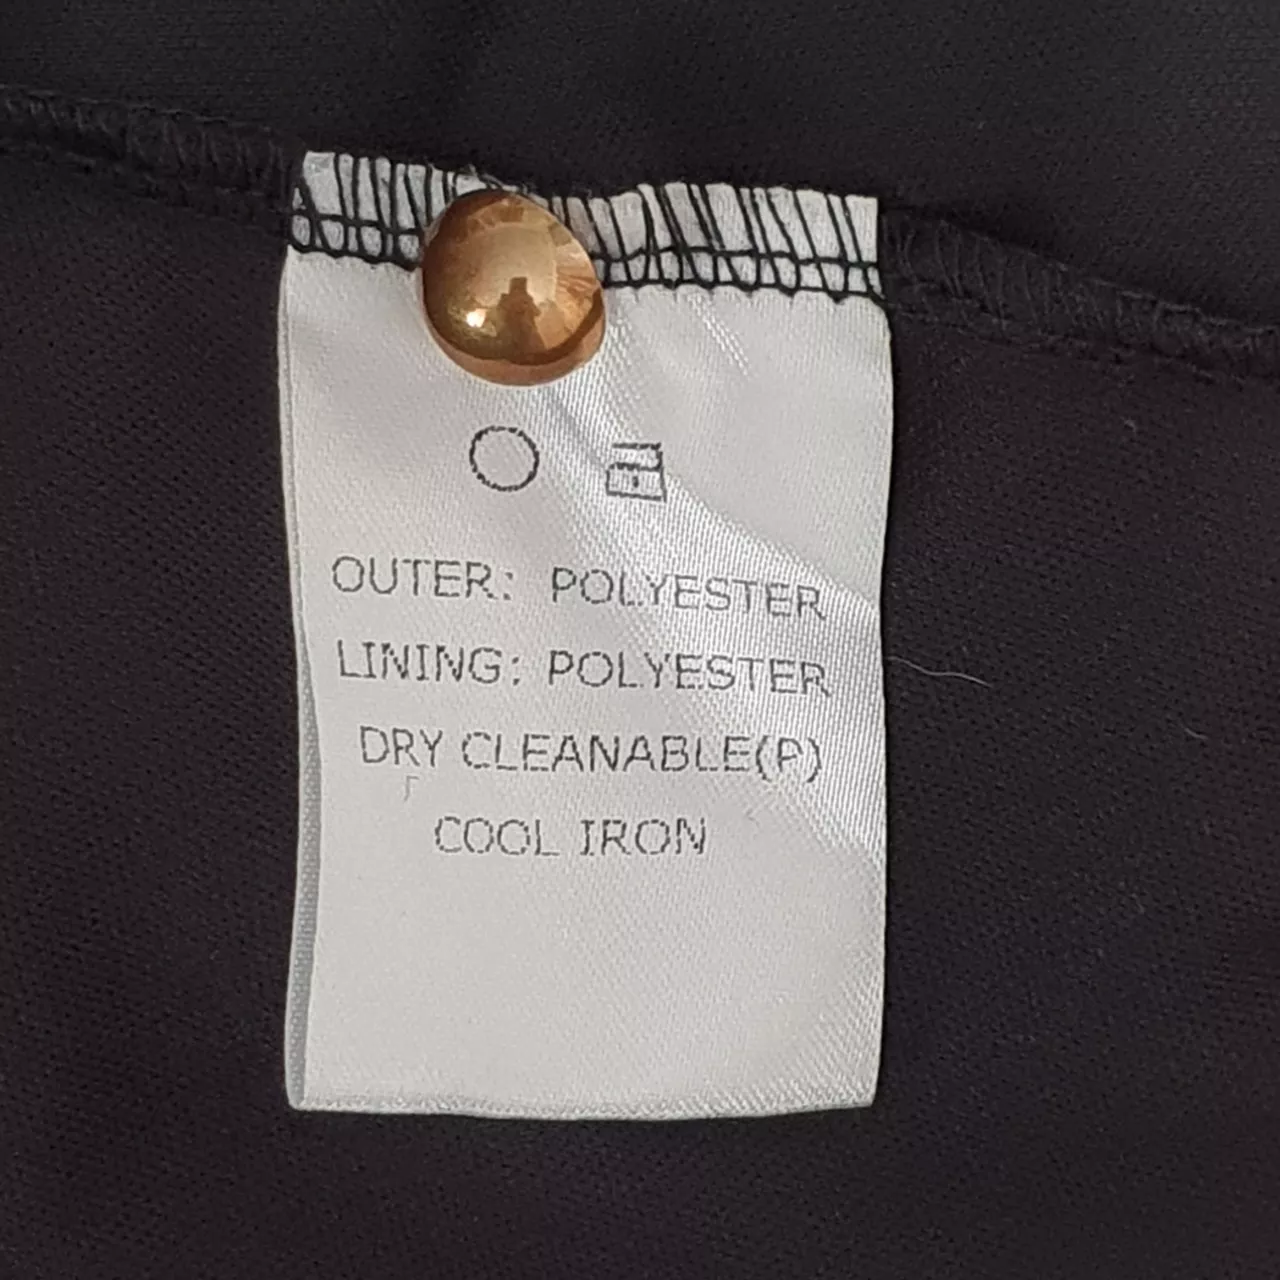 OUTER: POLYESTER
LINING: POLYESTER
DRY CLEANABLE(P)
COOL IRON